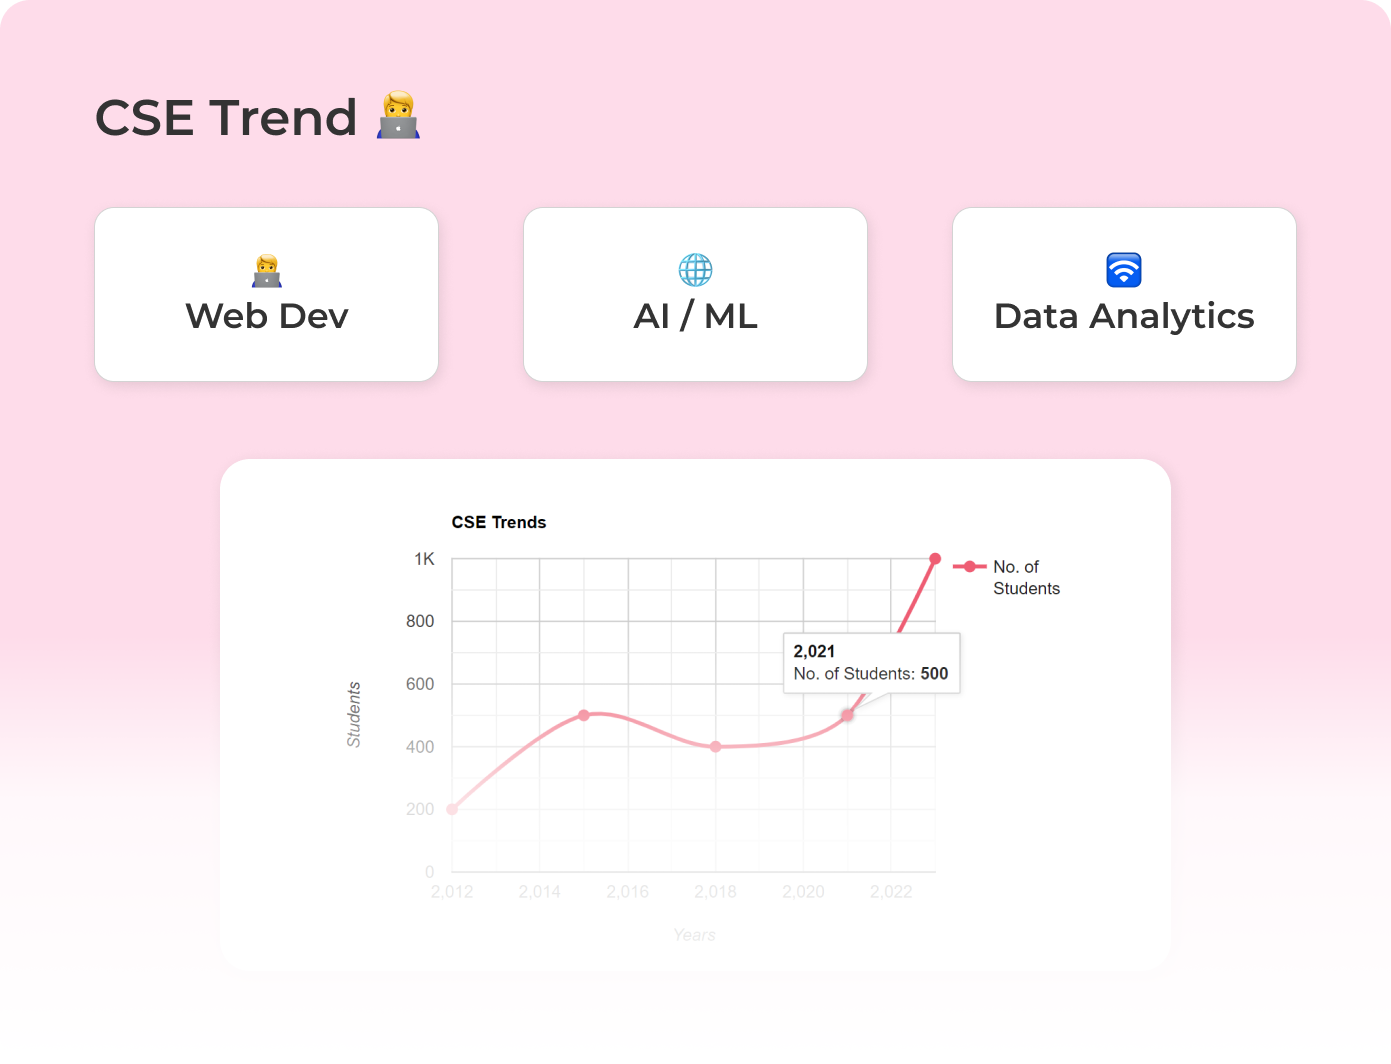 CSE Trend
Web Dev
AI / ML
Data Analytics
CSE Trends
1K
800
600
400
200
0
Students
2,021
No. of Students: 500
No. of
Students
2,012 2,014 2,016 2,018 2,020 2,022
Years